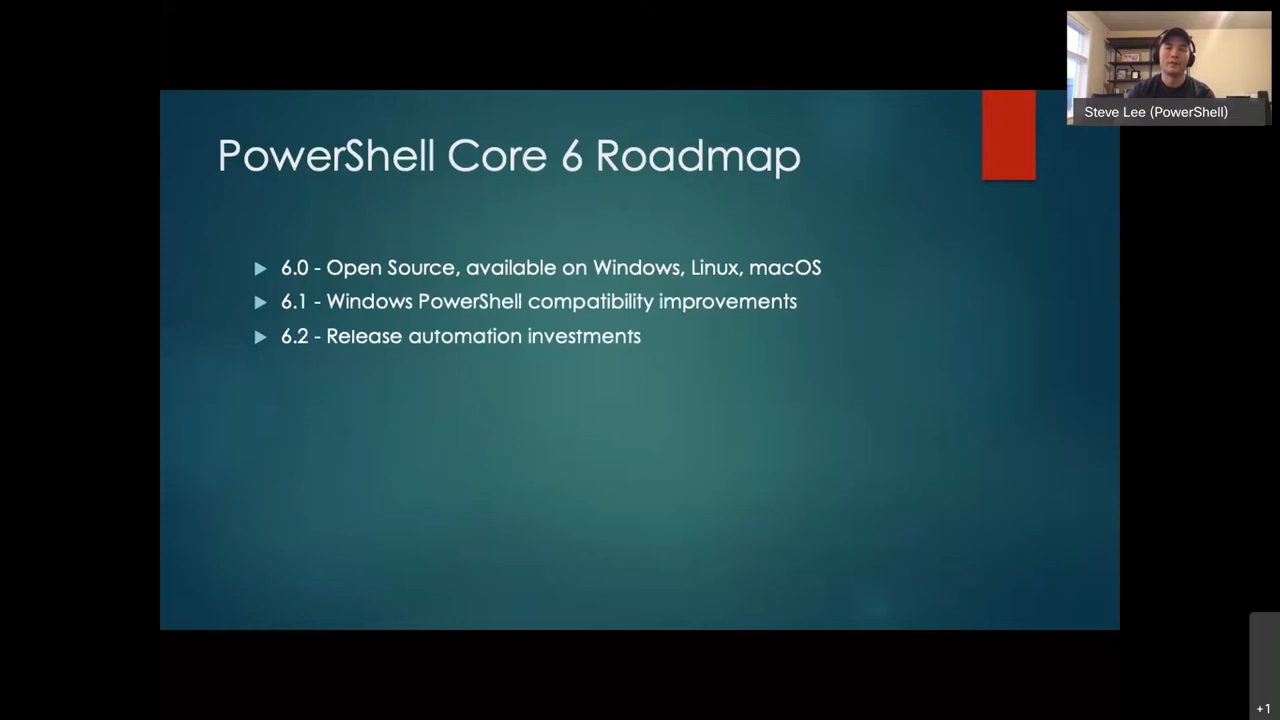 Steve Lee (PowerShell)
PowerShell Core 6 Roadmap
6.0 - Open Source, available on Windows, Linux, macOS
6.1 - Windows PowerShell compatibility improvements
6.2 - Release automation investments
+1